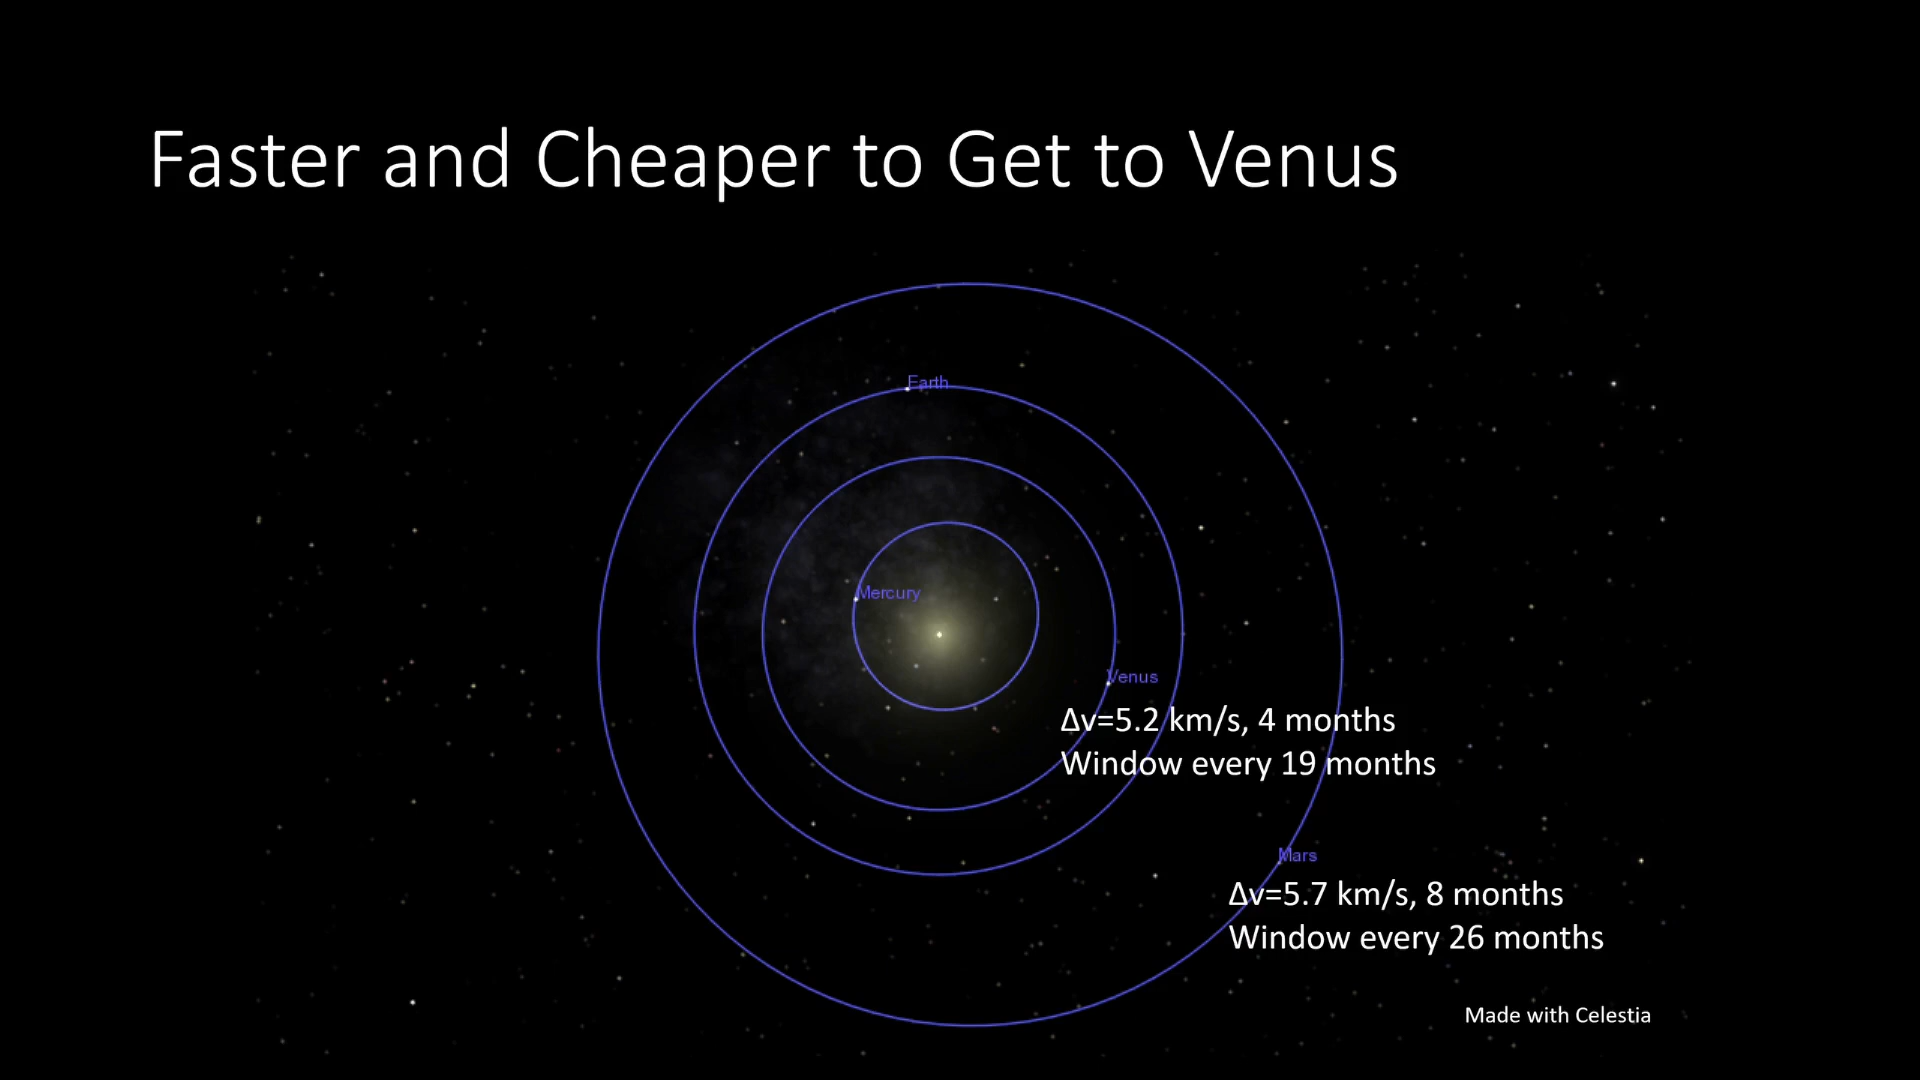 Faster and Cheaper to Get to Venus
Earth
Mercury
Venus
Δv=5.2 km/s, 4 months
Window every 19 months
Mars
Δv=5.7 km/s, 8 months
Window every 26 months
Made with Celestia